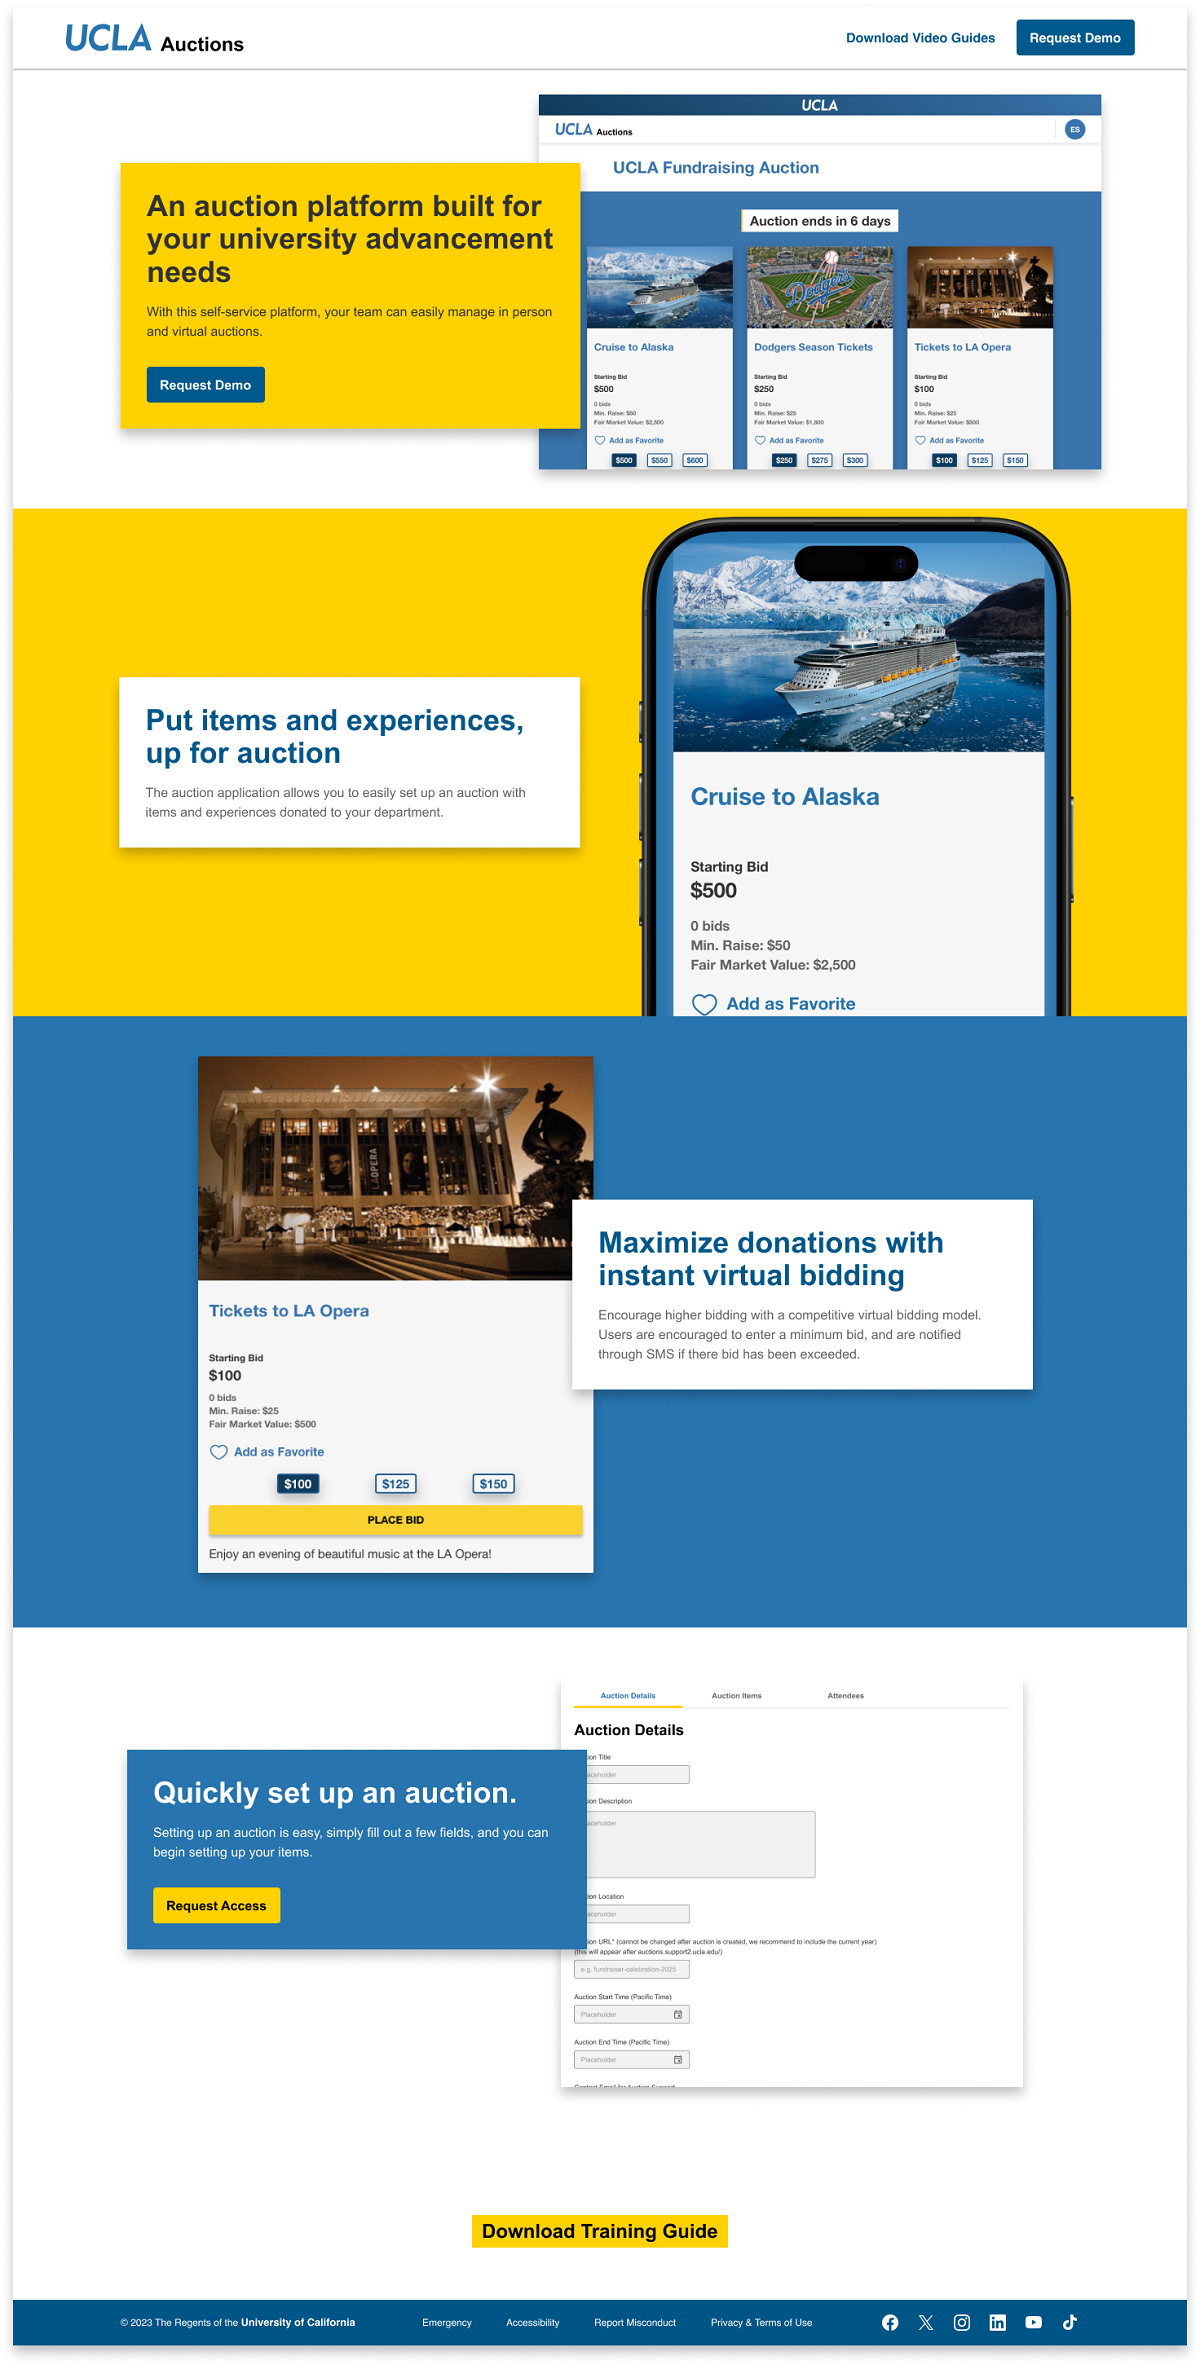 UCLA Auctions
Download Video Guides
Request Demo
UCLA
UCLA Auctions
ES
UCLA Fundraising Auction
An auction platform built for
your university advancement
needs
With this self-service platform, your team can easily manage in person
and virtual auctions.
Request Demo
Auction ends in 6 days
Dodgers
Cruise to Alaska
Starting Bid
$500
0 bids
Min. Raise: $50
Fair Market Value: $2,500
Add as Favorite
$500 $550 $600
Dodgers Season Tickets
Starting Bid
$250
0 bids
Min. Raise: $25
Fair Market Value: $1,800
Add as Favorite
$250 $275 $300
Tickets to LA Opera
Starting Bid
$100
0 bids
Min. Raise: $25
Fair Market Value: $500
Add as Favorite
$100 $125 $150
Put items and experiences,
up for auction
The auction application allows you to easily set up an auction with
items and experiences donated to your department.
Cruise to Alaska
Starting Bid
$500
0 bids
Min. Raise: $50
Fair Market Value: $2,500
Add as Favorite
LAOPERA
Tickets to LA Opera
Starting Bid
$100
0 bids
Min. Raise: $25
Fair Market Value: $500
Add as Favorite
$100 $125 $150
PLACE BID
Enjoy an evening of beautiful music at the LA Opera!
Maximize donations with
instant virtual bidding
Encourage higher bidding with a competitive virtual bidding model.
Users are encouraged to enter a minimum bid, and are notified
through SMS if there bid has been exceeded.
Quickly set up an auction.
Setting up an auction is easy, simply fill out a few fields, and you can
begin setting up your items.
Request Access
Auction Details Auction Items Attendees
Auction Details
on Title
aceholder
on Description
aceholder
on Location
aceholder
on URL* (cannot be changed after auction is created, we recommend to include the current year)
(this will appear after auctions.support2.ucla.edu/)
e.g. fundraiser-celebration-2025
Auction Start Time (Pacific Time)
Placeholder
Auction End Time (Pacific Time)
Placeholder
Download Training Guide
© 2023 The Regents of the University of California
Emergency
Accessibility
Report Misconduct
Privacy & Terms of Use